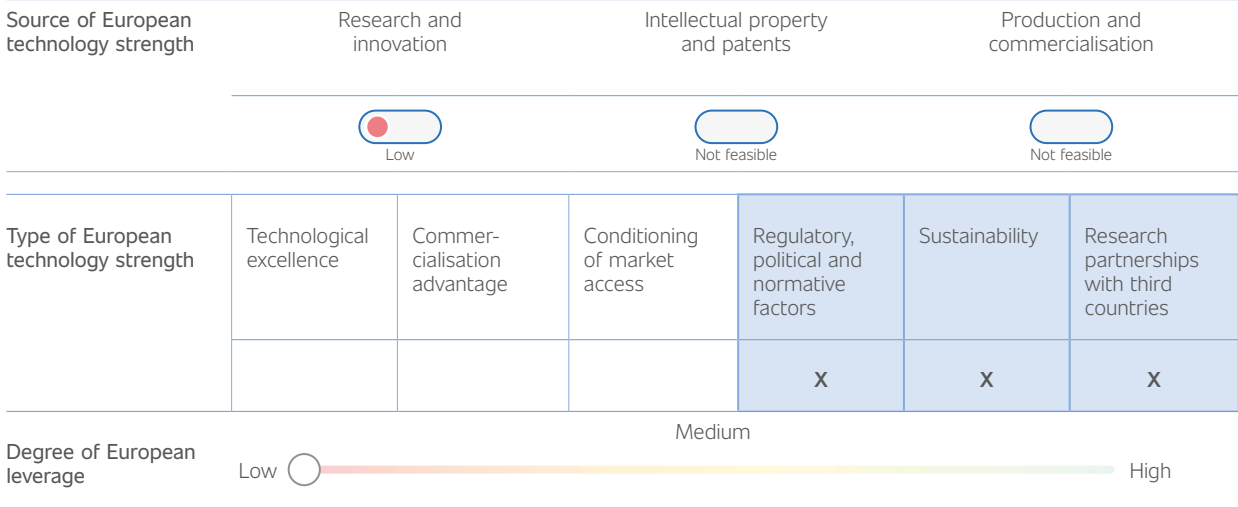 Source of European
technology strength
Research and
innovation
Intellectual property
and patents
Production and
commercialisation
Low
Not feasible
Not feasible
Type of European
technology strength
Technological
excellence
Commer-
cialisation
advantage
Conditioning
of market
access
Regulatory,
political and
normative
factors
Sustainability
Research
partnerships
with third
countries
X
X
X
Degree of European
leverage
Low
Medium
High